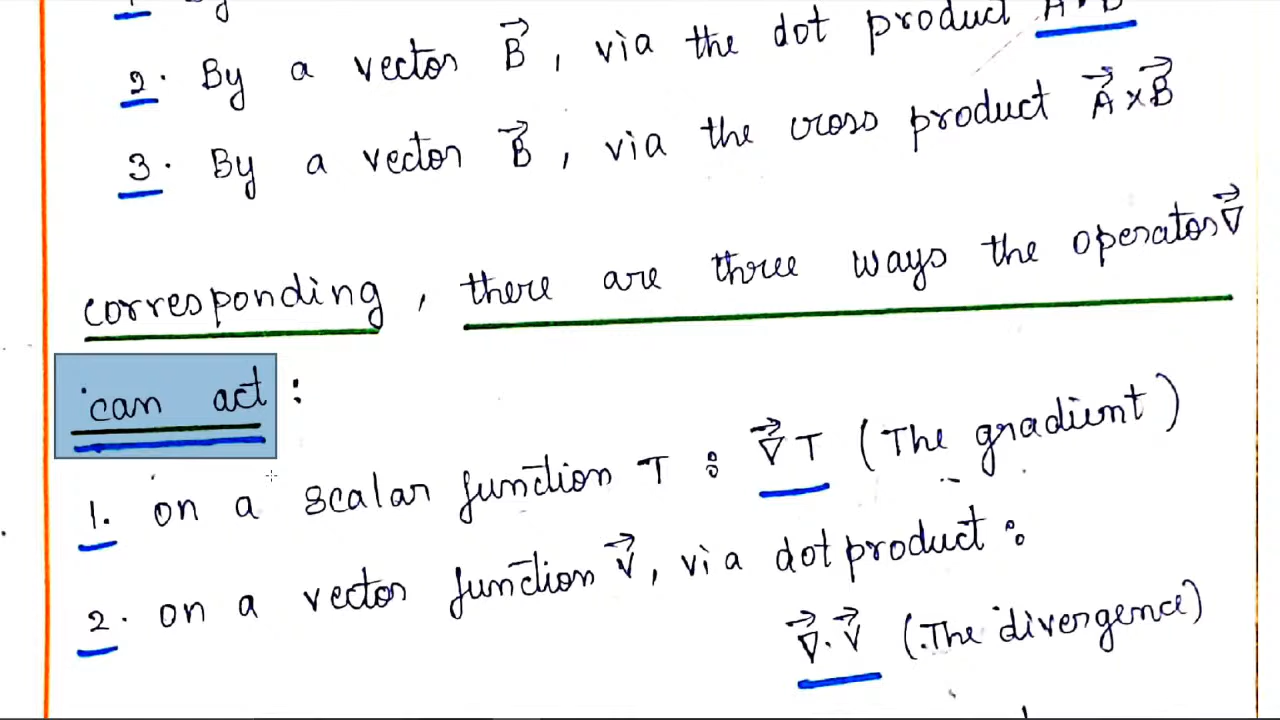 2. By a vector B⃗, via the dot product
3. By a vector B⃗, via the cross product A⃗×B⃗
corresponding, there are three ways the operator ∇⃗
can act:
1. on a scalar function T : ∇⃗T (The gradient)
2. on a vector function V⃗, via dot product :
∇⃗.V⃗ (.The divergence)